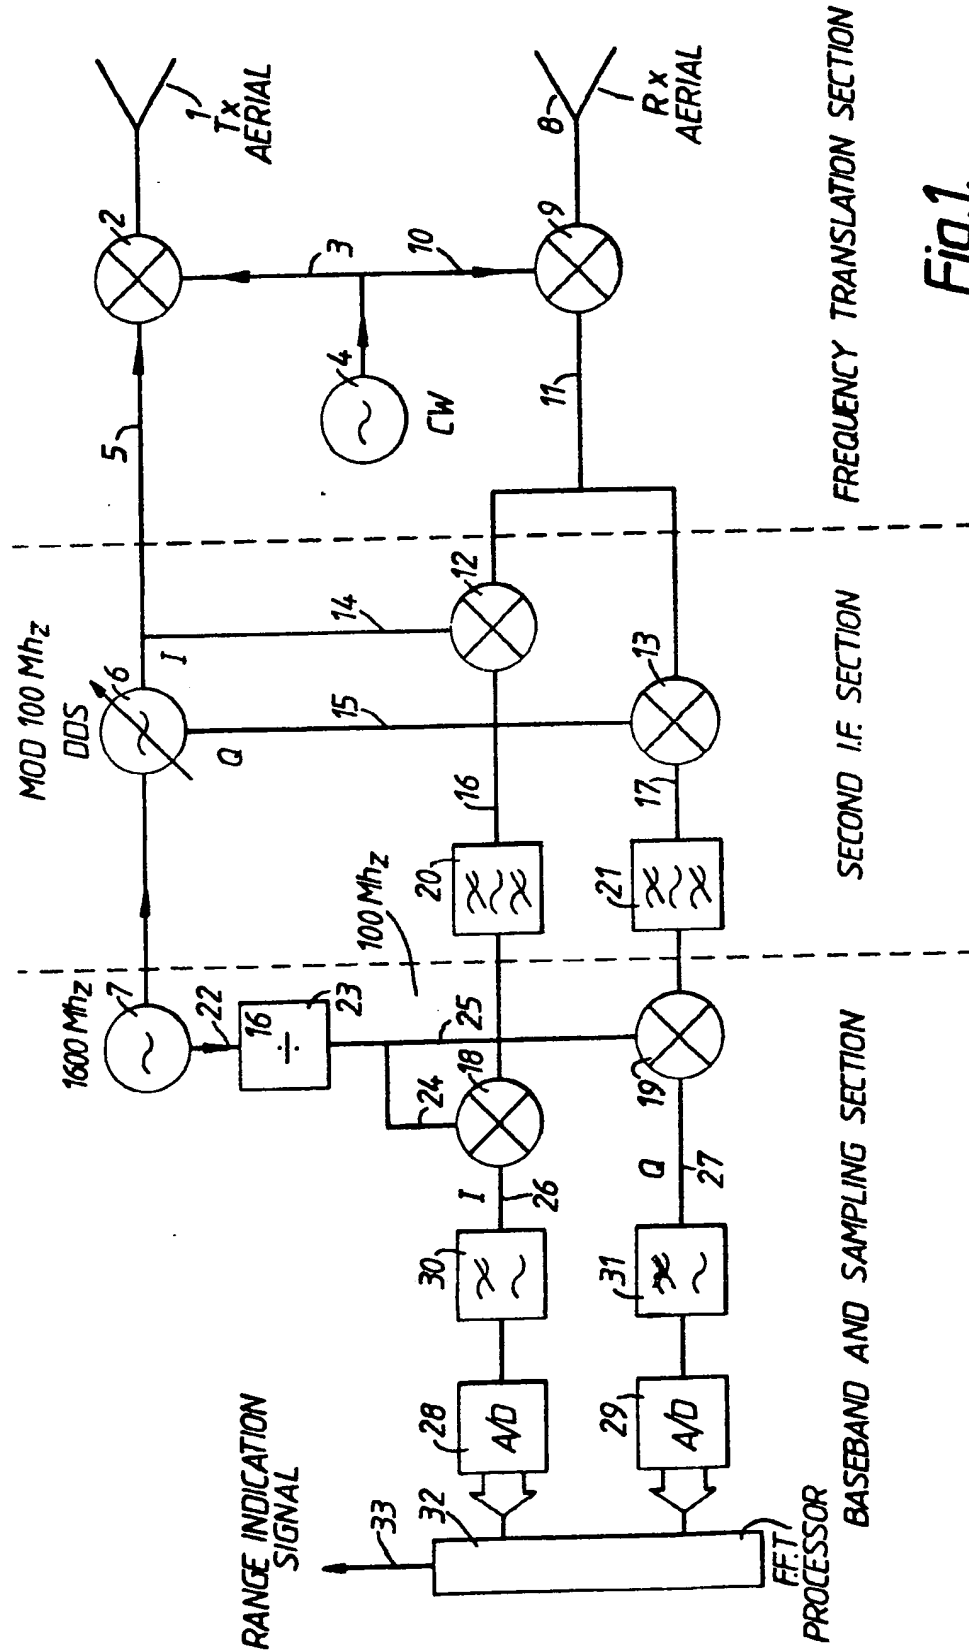 RANGE INDICATION
SIGNAL
33
32
F.F.T
PROCESSOR
28
A/D
29
A/D
30
31
I
26
Q
27
18
19
24
25
100 Mhz
1600 Mhz
7
22
16
÷
23
BASEBAND AND SAMPLING SECTION
MOD 100 Mhz
DDS
6
I
Q
14
15
12
13
16
17
20
21
SECOND I.F. SECTION
5
2
3
4
CW
10
9
11
1
Tx
AERIAL
8
Rx
AERIAL
FREQUENCY TRANSLATION SECTION
Fig.1.